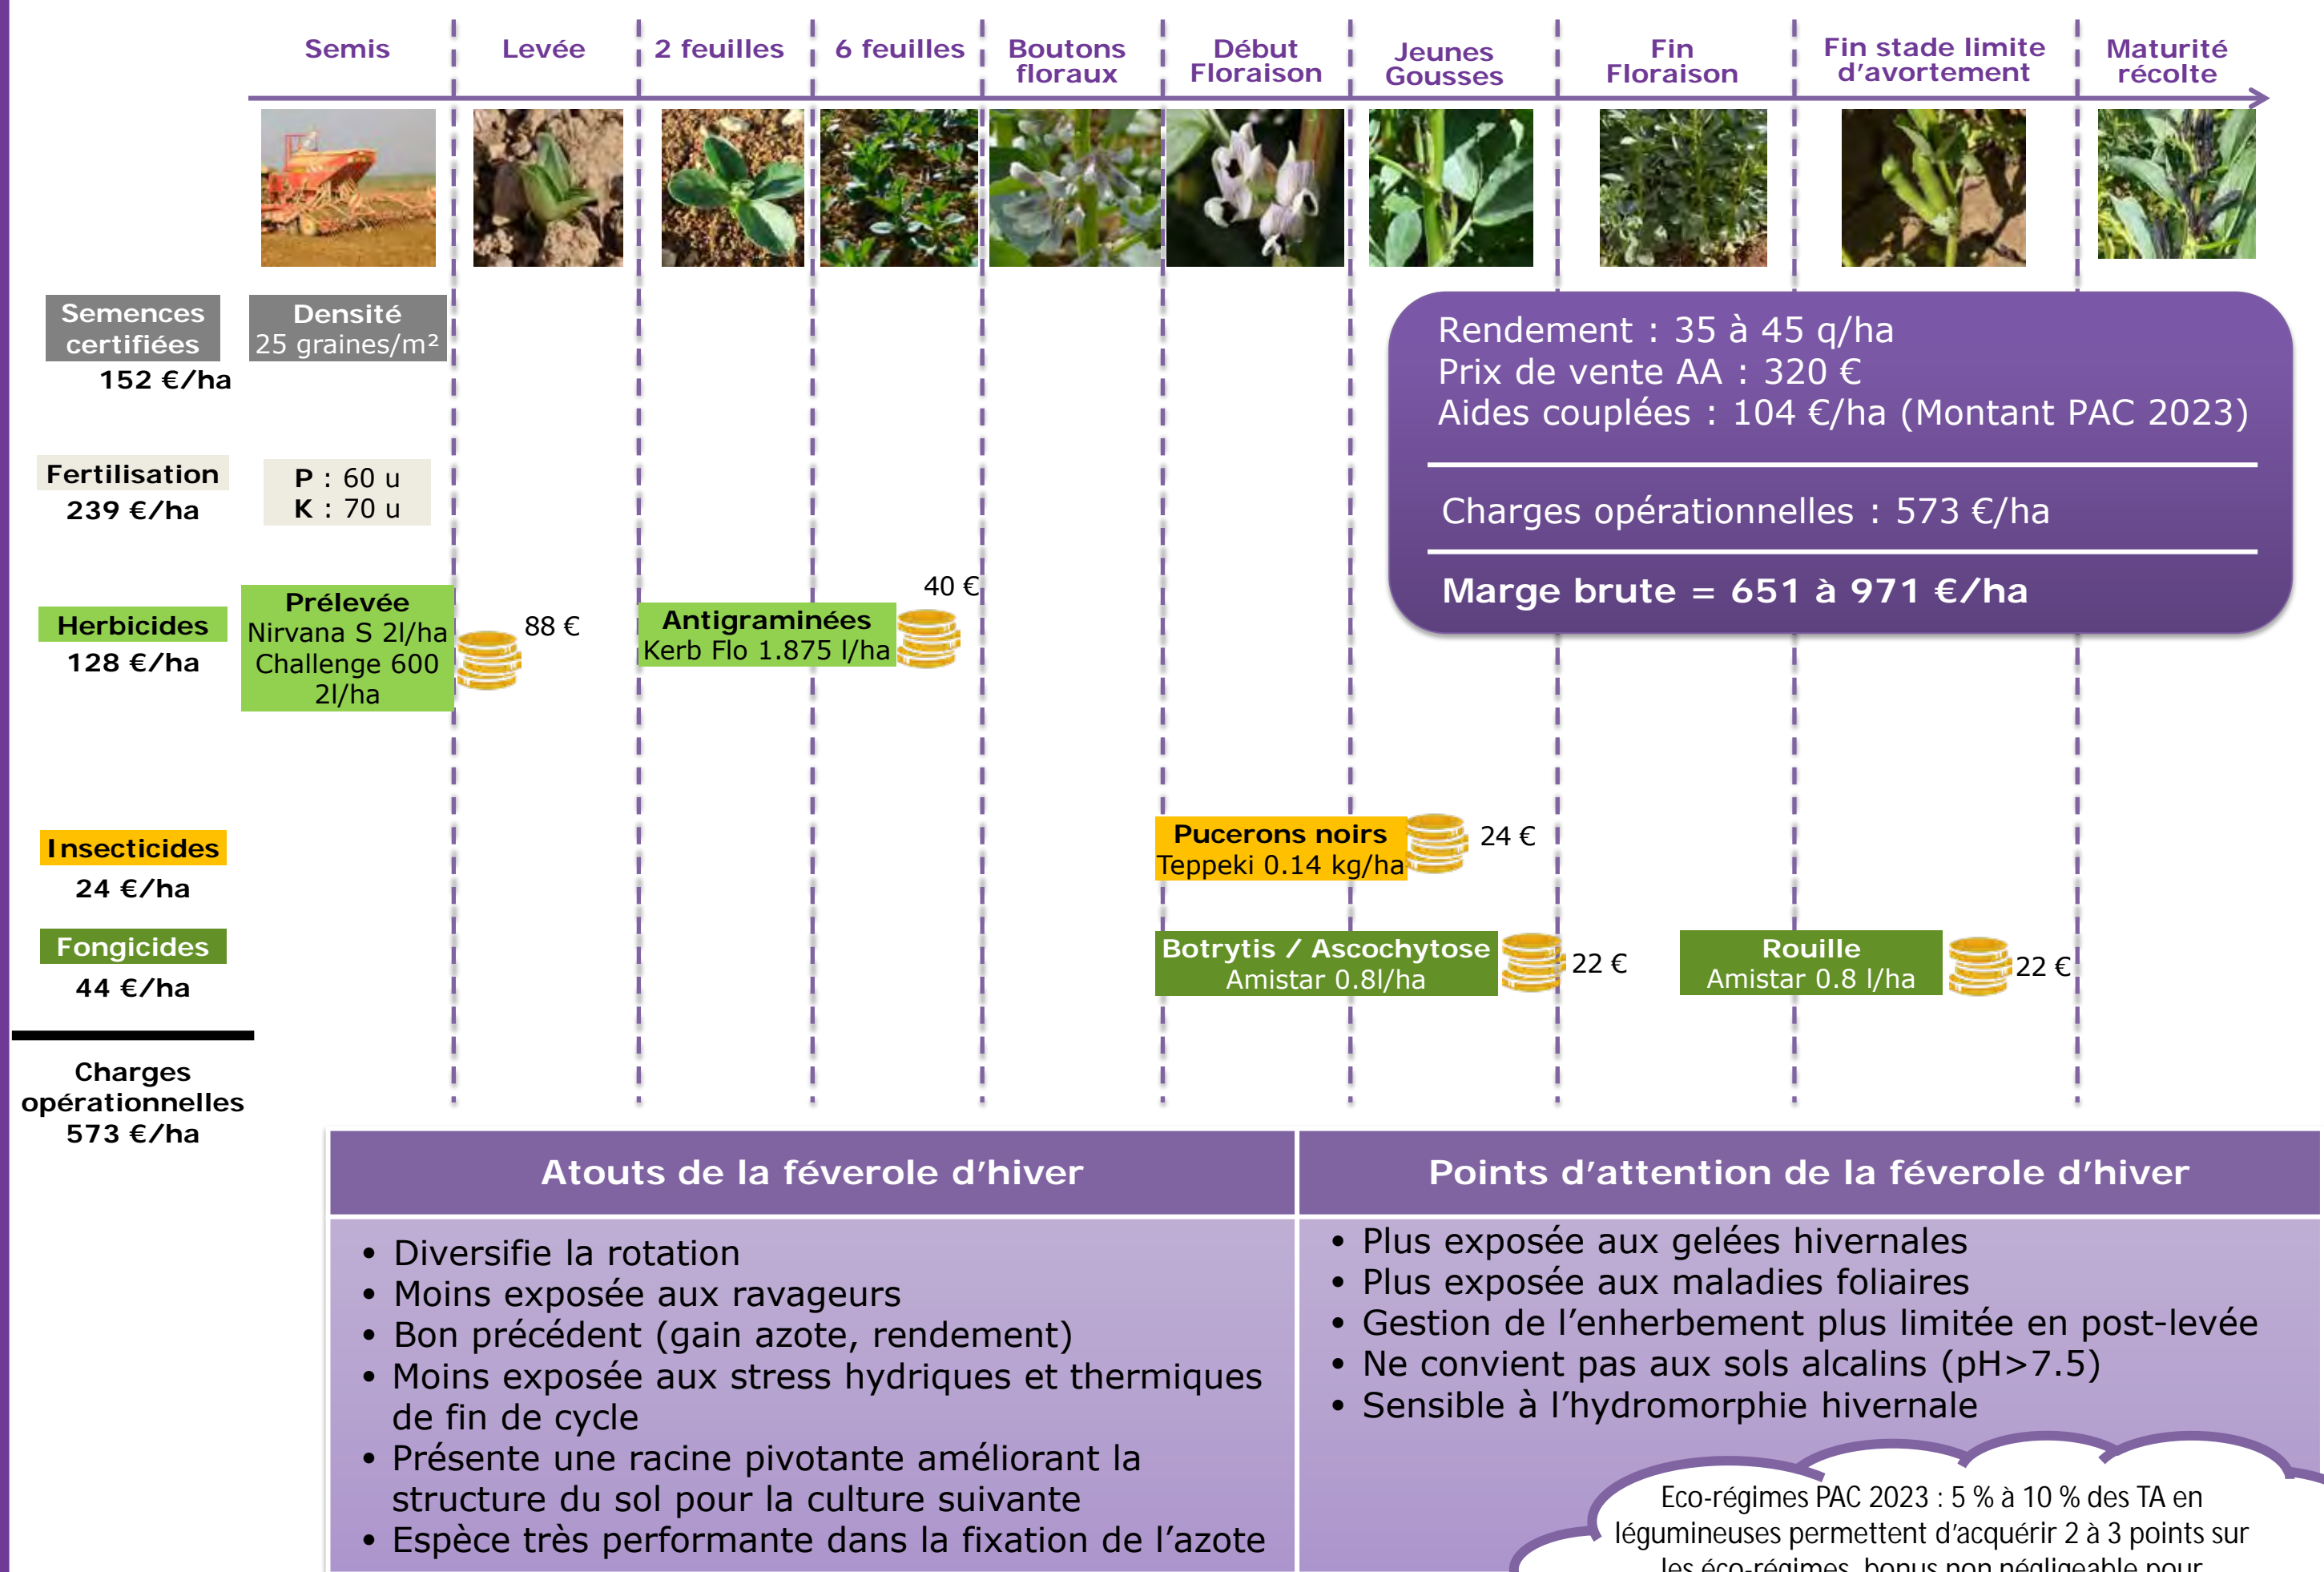 Semis
Levée
2 feuilles
6 feuilles
Boutons
floraux
Début
Floraison
Jeunes
Gousses
Fin
Floraison
Fin stade limite
d'avortement
Maturité
récolte
Semences
certifiées
152 €/ha
Densité
25 graines/m²
Rendement : 35 à 45 q/ha
Prix de vente AA : 320 €
Aides couplées : 104 €/ha (Montant PAC 2023)
Charges opérationnelles : 573 €/ha
Marge brute = 651 à 971 €/ha
Fertilisation
239 €/ha
P : 60 u
K : 70 u
Herbicides
128 €/ha
Prélevée
Nirvana S 2l/ha
Challenge 600
2l/ha
88 €
Antigraminées
Kerb Flo 1.875 l/ha
40 €
Insecticides
24 €/ha
Pucerons noirs
Teppeki 0.14 kg/ha
24 €
Fongicides
44 €/ha
Botrytis / Ascochytose
Amistar 0.8l/ha
22 €
Rouille
Amistar 0.8 l/ha
22 €
Charges
opérationnelles
573 €/ha
Atouts de la féverole d'hiver
• Diversifie la rotation
• Moins exposée aux ravageurs
• Bon précédent (gain azote, rendement)
• Moins exposée aux stress hydriques et thermiques
de fin de cycle
• Présente une racine pivotante améliorant la
structure du sol pour la culture suivante
• Espèce très performante dans la fixation de l'azote
Points d'attention de la féverole d'hiver
• Plus exposée aux gelées hivernales
• Plus exposée aux maladies foliaires
• Gestion de l'enherbement plus limitée en post-levée
• Ne convient pas aux sols alcalins (pH>7.5)
• Sensible à l'hydromorphie hivernale
Eco-régimes PAC 2023 : 5 % à 10 % des TA en
légumineuses permettent d'acquérir 2 à 3 points sur
les éco-régimes, bonus non négligeable pour